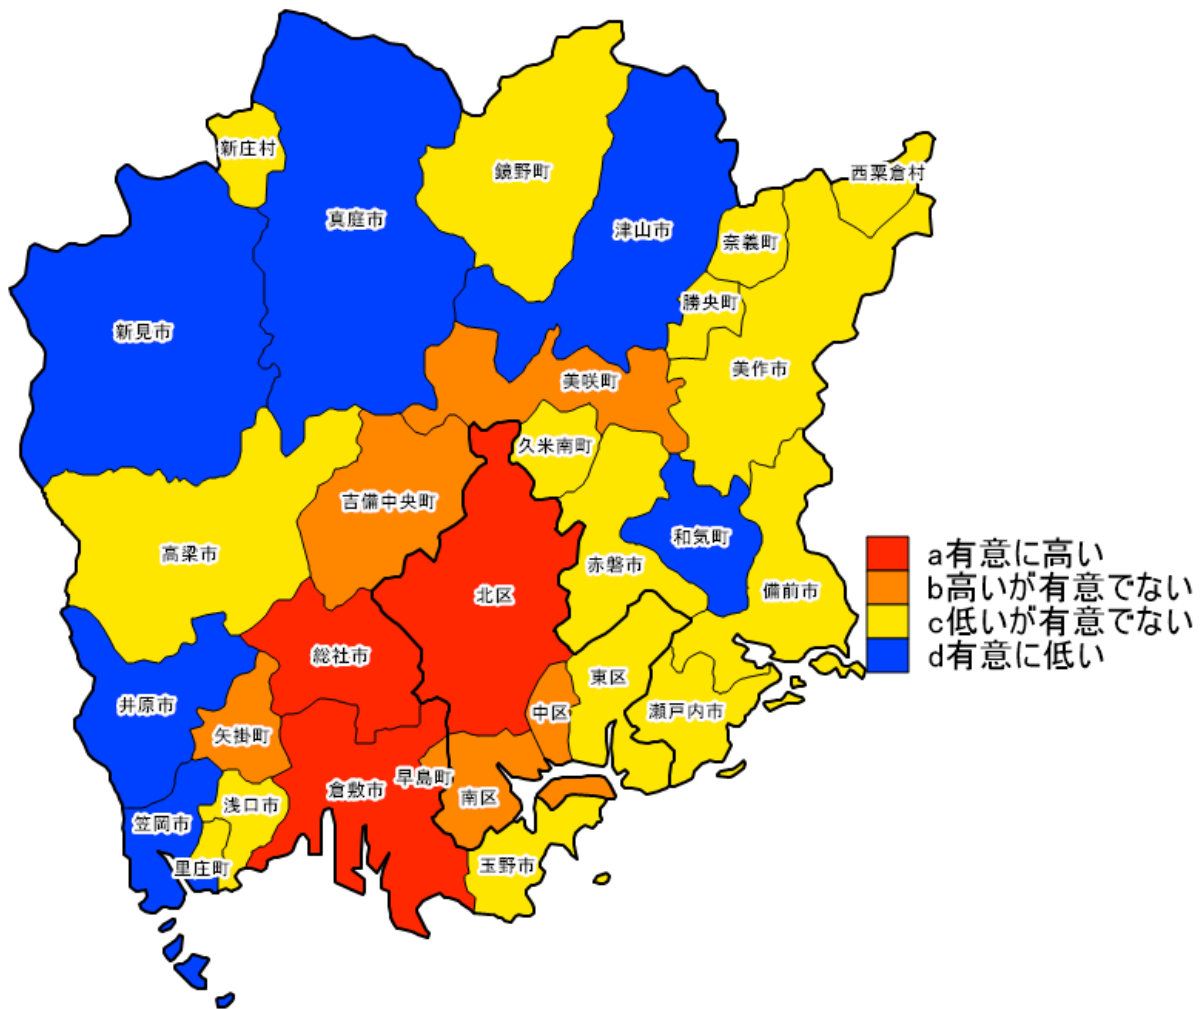 新庄村
鏡野町
西粟倉村
真庭市
津山市
奈義町
勝央町
新見市
美作市
美咲町
久米南町
吉備中央町
高梁市
和気町
赤磐市
備前市
北区
総社市
東区
井原市
中区
瀬戸内市
矢掛町
早島町
倉敷市
南区
浅口市
笠岡市
里庄町
玉野市
a有意に高い
b高いが有意でない
c低いが有意でない
d有意に低い